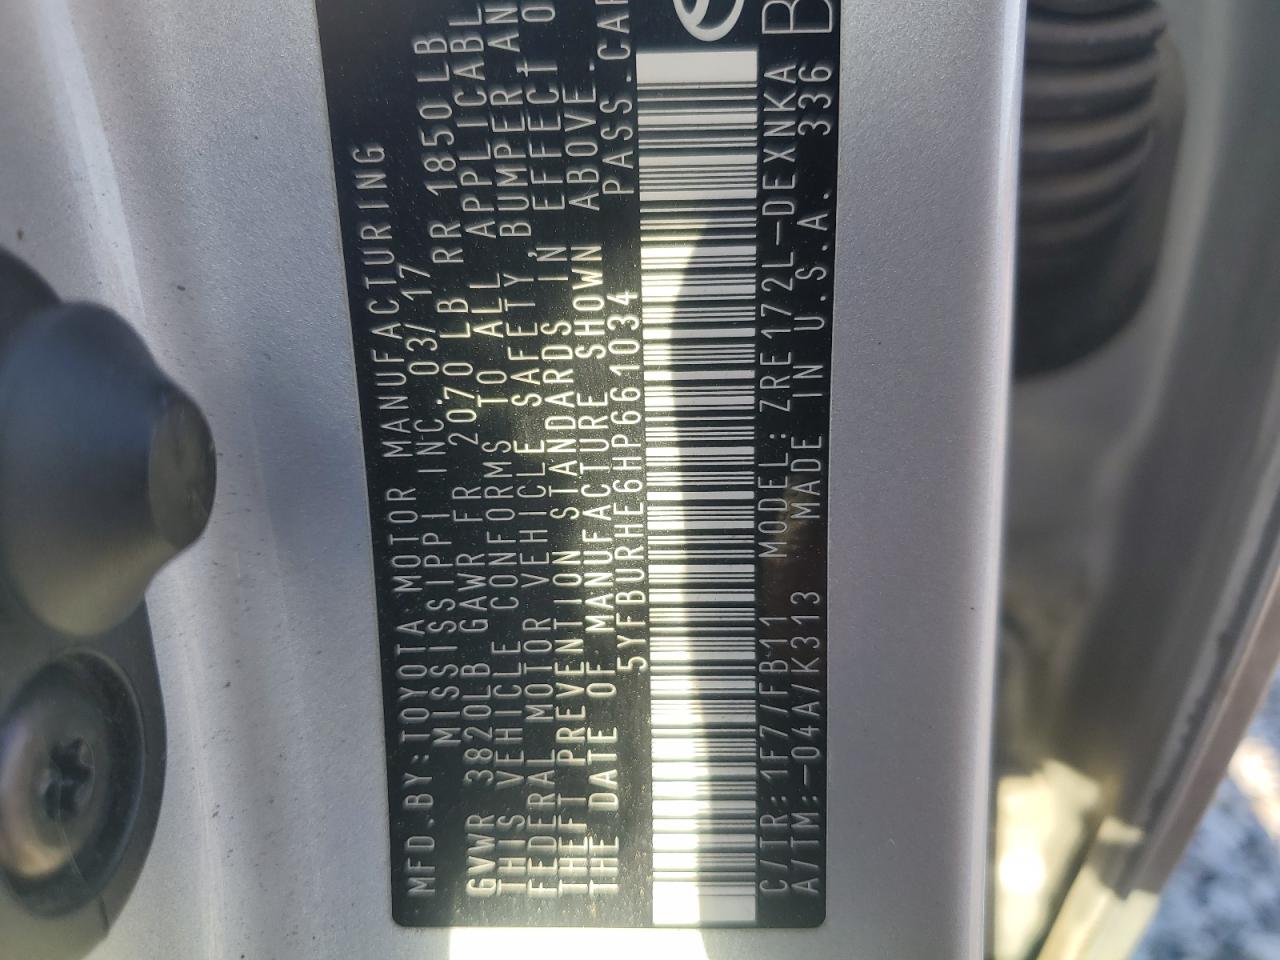 MFD.BY:TOYOTA MOTOR MANUFACTURING
MISSISSIPPI INC. 03/17
GVWR 3820LB GAWR FR 2070 LB RR 1850 LB
THIS VEHICLE CONFORMS TO ALL APPLICABL
FEDERAL MOTOR VEHICLE SAFETY, BUMPER AN
THEFT PREVENTION STANDARDS IN EFFECT O
THE DATE OF MANUFACTURE SHOWN ABOVE.
5YFBURHE6HP661034 PASS.CAR
C/TR:1F7/FB11 MODEL:ZRE172L-DEXNKA
A/TM:-04A/K313 MADE IN U.S.A. 336 B